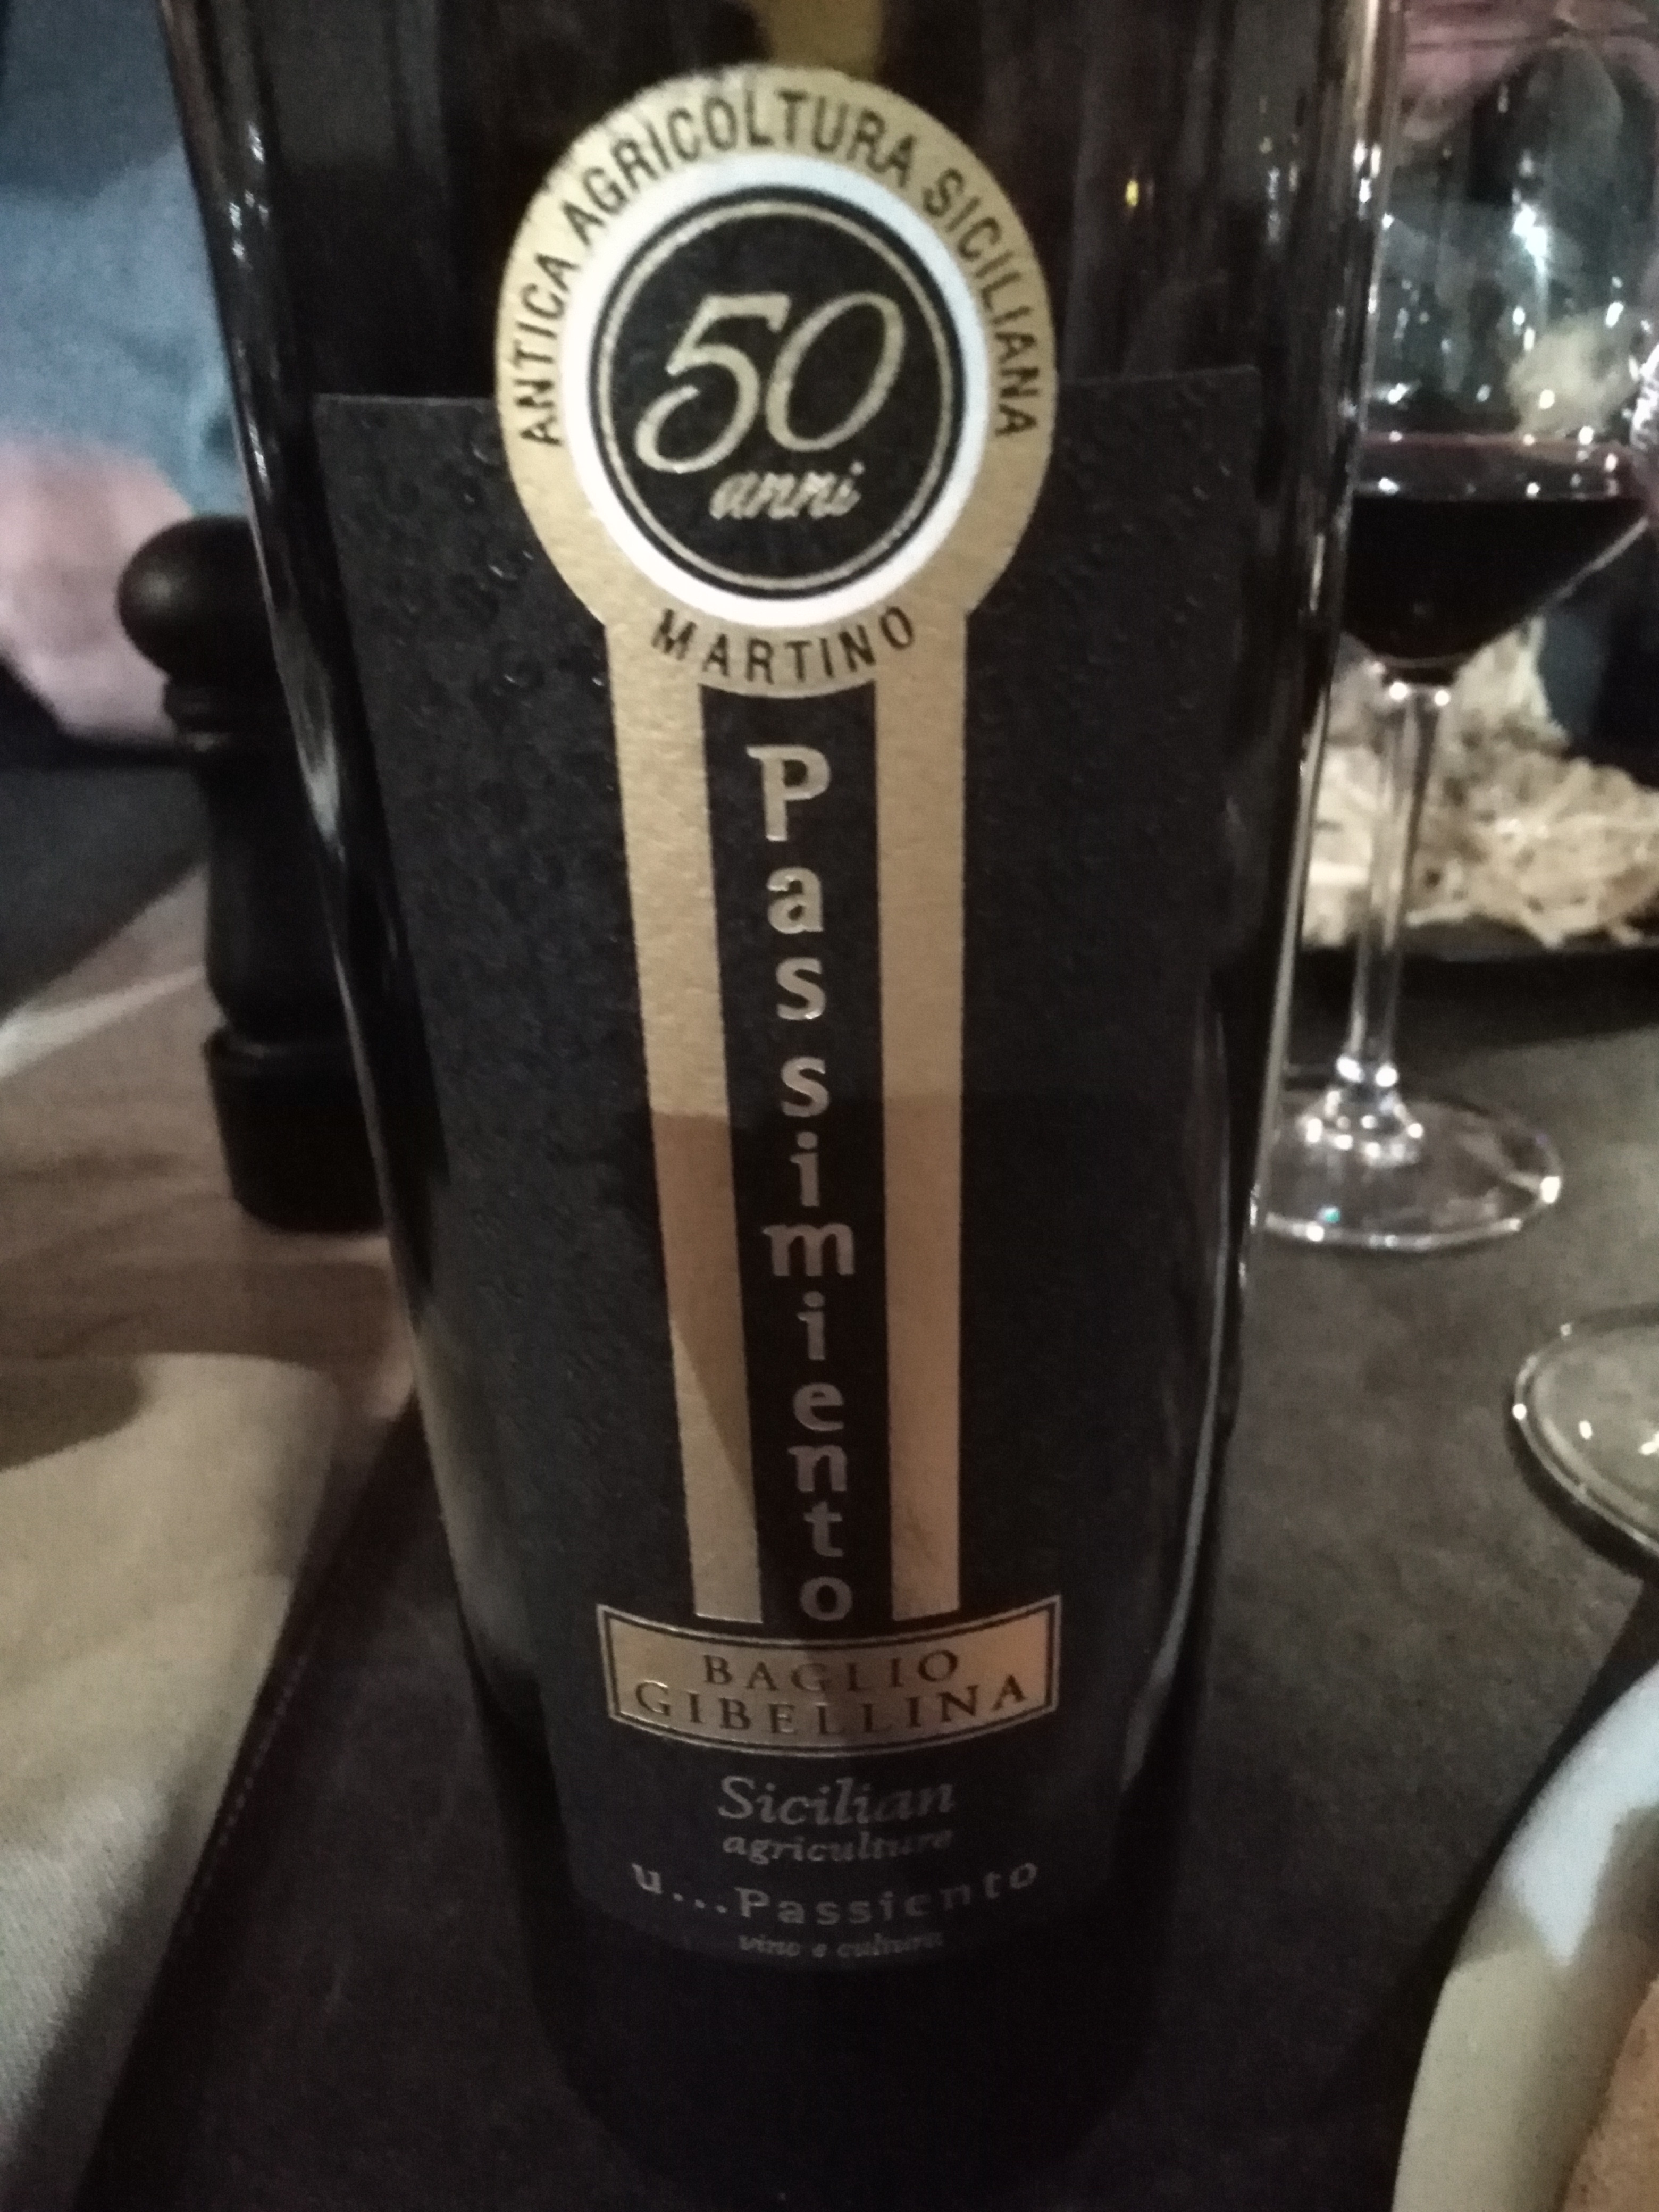 ANTICA AGRICOLTURA SICILIANA
50
anni
MARTINO
Passimiento
BAGLIO
GIBELLINA
Sicilian
agriculture
u...Passiento
vino e cultura